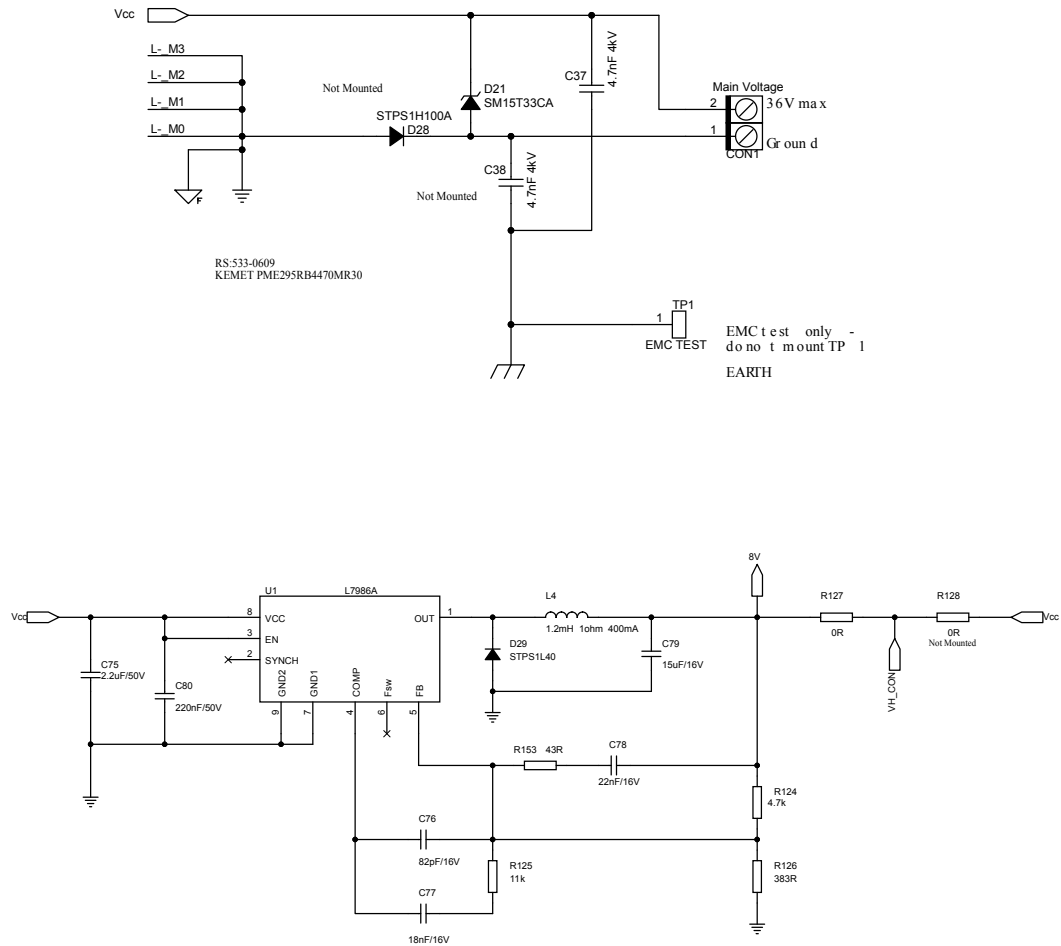 Vcc
L-_M3
L-_M2
L-_M1
L-_M0
F
Not Mounted
STPS1H100A
D28
D21
SM15T33CA
C37
4.7nF 4kV
Main Voltage
2
36V max
1
Ground
CON1
C38
4.7nF 4kV
Not Mounted
RS:533-0609
KEMET PME295RB4470MR30
TP1
1
EMC TEST
EMC test only -
do not mount TP 1
EARTH
8V
U1
L7986A
Vcc
8
VCC
3
EN
2
SYNCH
OUT
1
GND2
GND1
COMP
Fsw
FB
9
7
4
6
5
C75
2.2uF/50V
C80
220nF/50V
L4
1.2mH 1ohm 400mA
D29
STPS1L40
C79
15uF/16V
R127
0R
R128
0R
Not Mounted
Vcc
VH_CON
R153 43R
C78
22nF/16V
R124
4.7k
C76
82pF/16V
R125
11k
R126
383R
C77
18nF/16V